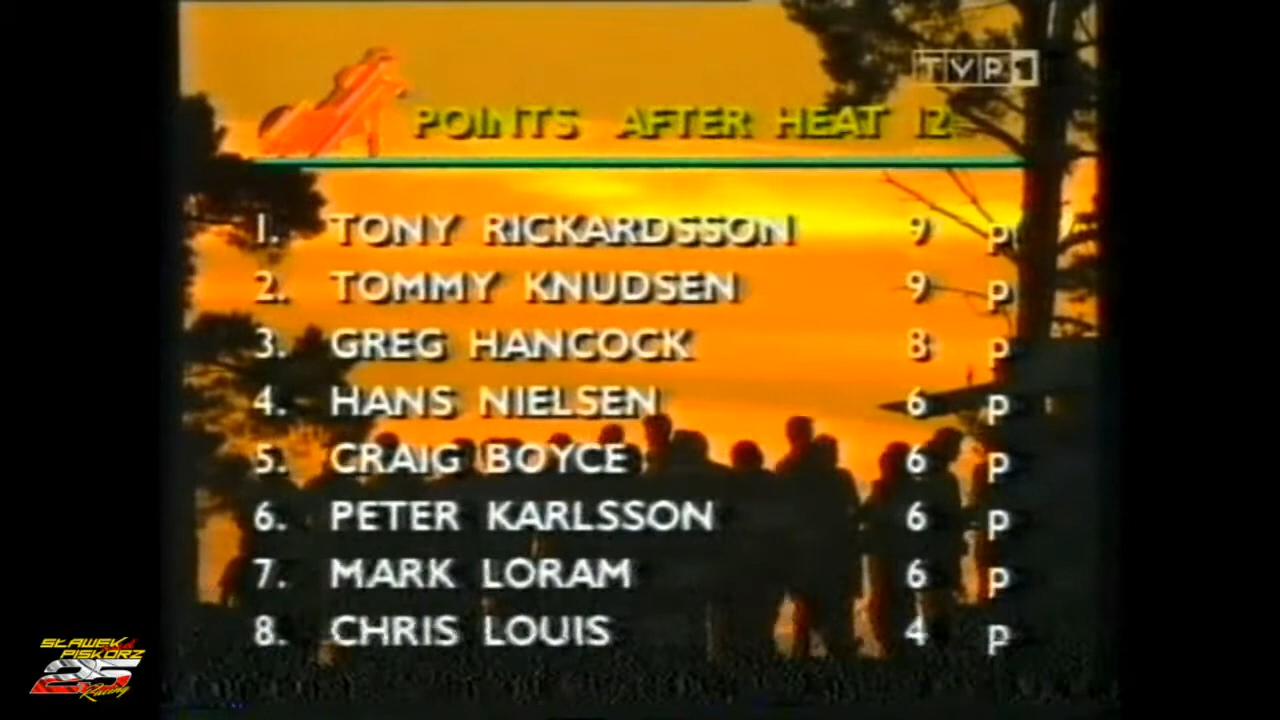 TVP1
POINTS AFTER HEAT 12
1. TONY RICKARDSSON 9 p
2. TOMMY KNUDSEN 9 p
3. GREG HANCOCK 8 p
4. HANS NIELSEN 6 p
5. CRAIG BOYCE 6 p
6. PETER KARLSSON 6 p
7. MARK LORAM 6 p
8. CHRIS LOUIS 4 p
SŁAWEK
PISKORZ
25
Racing